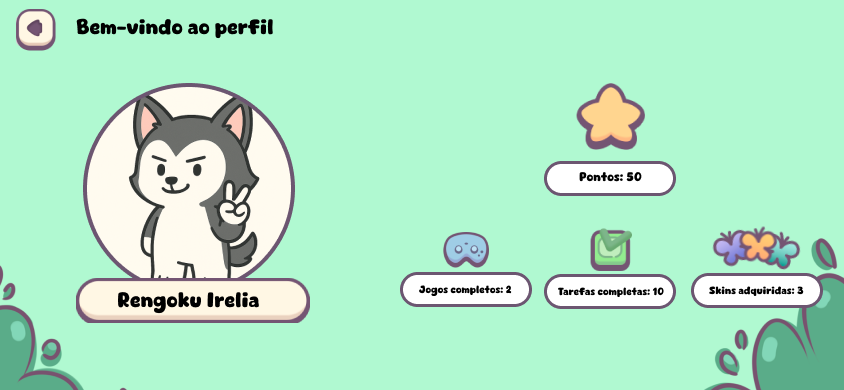 Bem-vindo ao perfil
Pontos: 50
Rengoku Irelia
Jogos completos: 2
Tarefas completas: 10
Skins adquiridas: 3